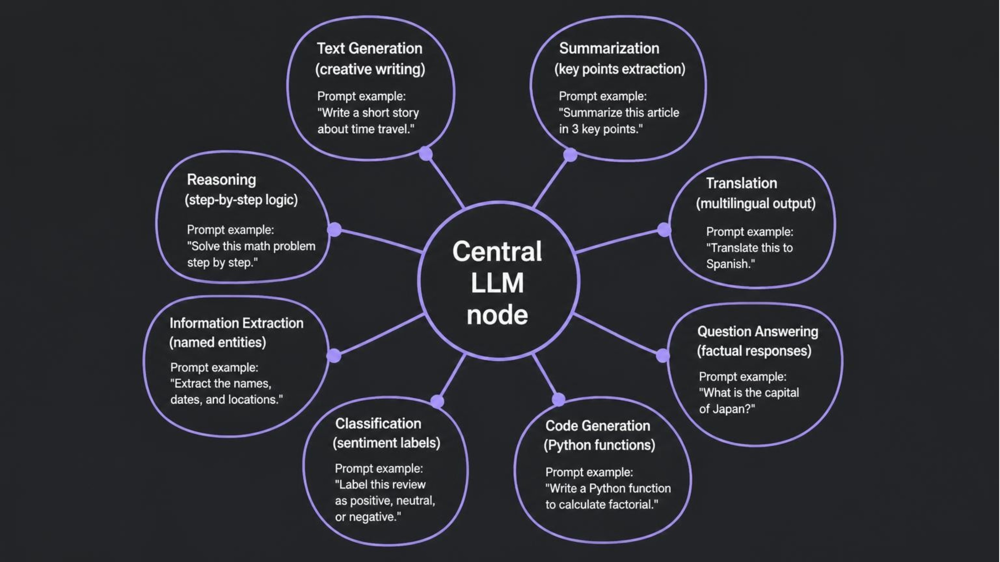 Text Generation
(creative writing)
Prompt example:
"Write a short story
about time travel."
Summarization
(key points extraction)
Prompt example:
"Summarize this article
in 3 key points."
Reasoning
(step-by-step logic)
Prompt example:
"Solve this math problem
step by step."
Translation
(multilingual output)
Prompt example:
"Translate this to
Spanish."
Central
LLM
node
Information Extraction
(named entities)
Prompt example:
"Extract the names,
dates, and locations."
Question Answering
(factual responses)
Prompt example:
"What is the capital
of Japan?"
Classification
(sentiment labels)
Prompt example:
"Label this review
as positive, neutral,
or negative."
Code Generation
(Python functions)
Prompt example:
"Write a Python function
to calculate factorial."